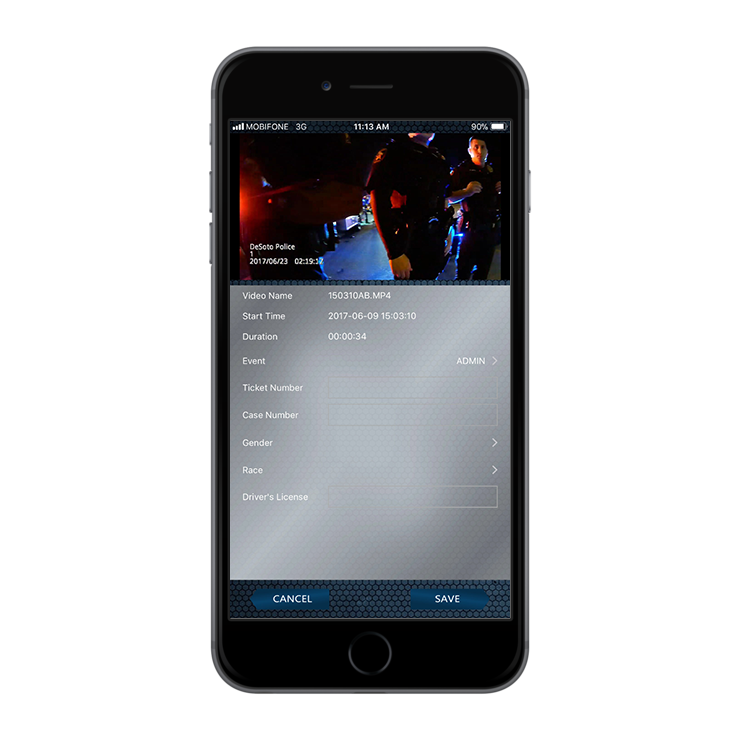 MOBIFONE 3G 11:13 AM 90%
DeSoto Police
1
2017/06/23 02:19:17
Video Name 150310AB.MP4
Start Time 2017-06-09 15:03:10
Duration 00:00:34
Event ADMIN
Ticket Number
Case Number
Gender
Race
Driver's License
CANCEL SAVE